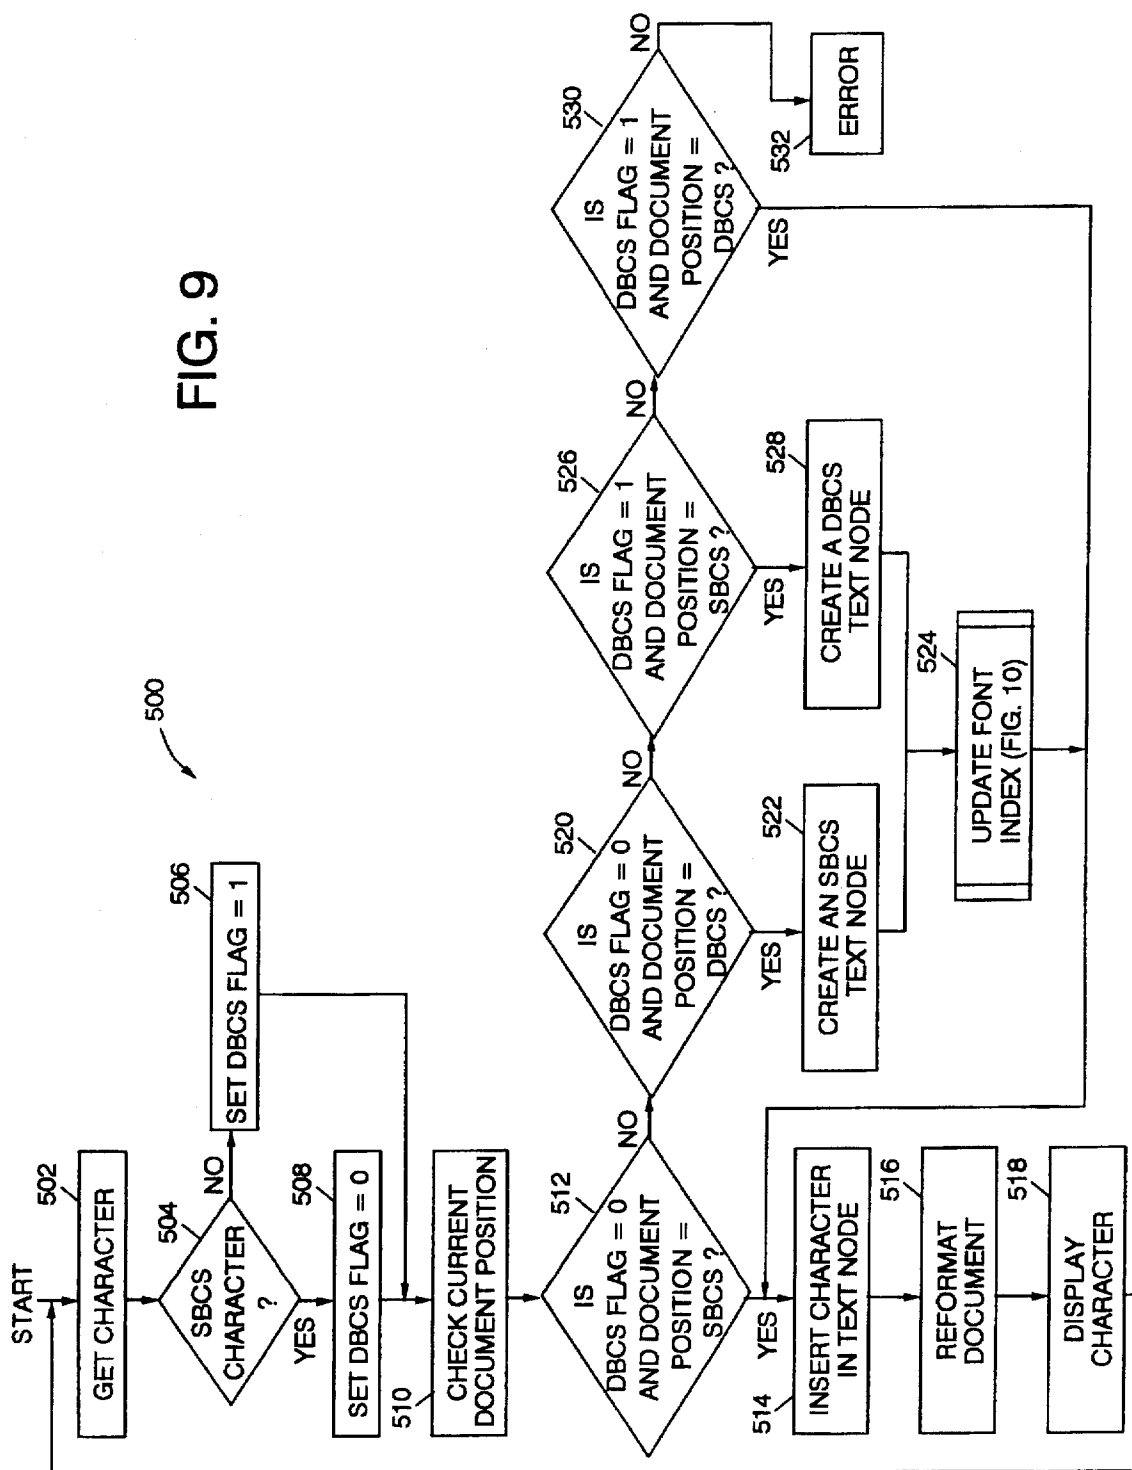 FIG. 9
500
START
502
GET CHARACTER
504
SBCS
CHARACTER
?
NO
506
SET DBCS FLAG = 1
YES
508
SET DBCS FLAG = 0
510
CHECK CURRENT
DOCUMENT POSITION
512
IS
DBCS FLAG = 0
AND DOCUMENT
POSITION =
SBCS ?
NO
YES
514
INSERT CHARACTER
IN TEXT NODE
516
REFORMAT
DOCUMENT
518
DISPLAY
CHARACTER
520
IS
DBCS FLAG = 0
AND DOCUMENT
POSITION =
DBCS ?
NO
YES
522
CREATE AN SBCS
TEXT NODE
524
UPDATE FONT
INDEX (FIG. 10)
526
IS
DBCS FLAG = 1
AND DOCUMENT
POSITION =
SBCS ?
NO
YES
528
CREATE A DBCS
TEXT NODE
530
IS
DBCS FLAG = 1
AND DOCUMENT
POSITION =
DBCS ?
NO
YES
532
ERROR